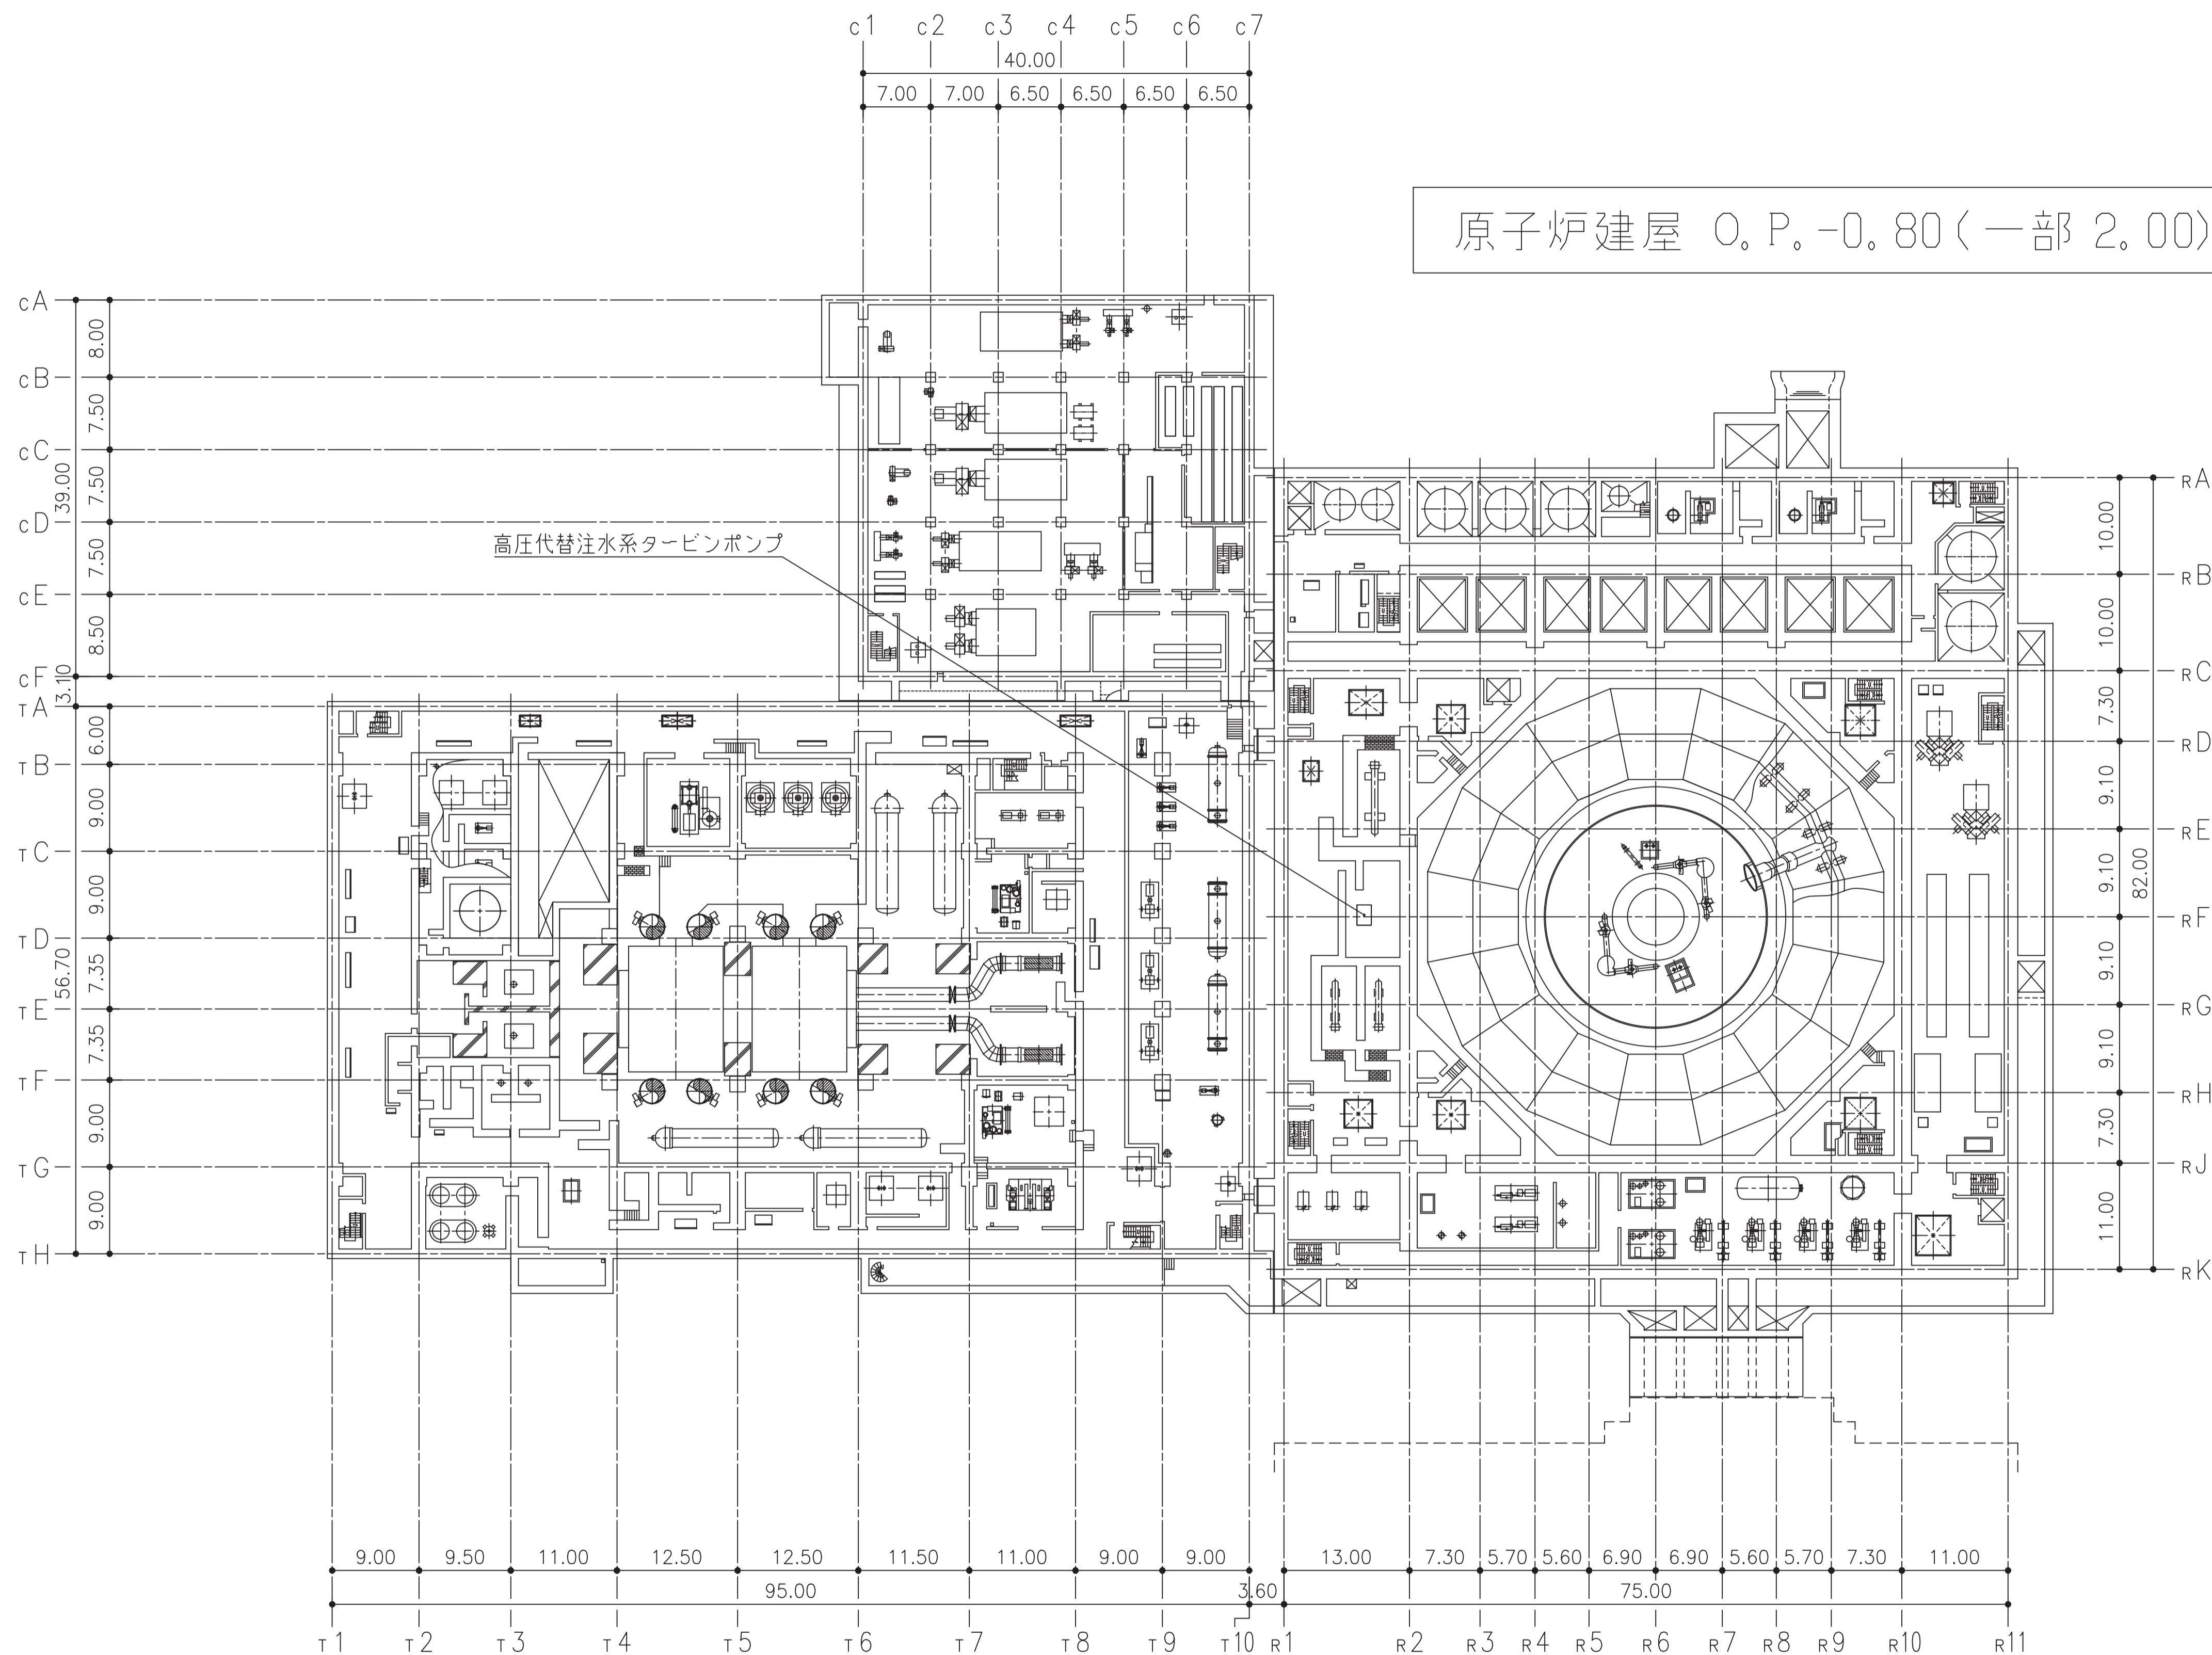 c1 c2 c3 c4 c5 c6 c7
40.00
7.00 7.00 6.50 6.50 6.50 6.50
原子炉建屋 O.P.-0.80(一部 2.00)
cA
8.00
cB
7.50
cC
39.00
7.50
cD
7.50
cE
8.50
cF
3.10
TA
6.00
TB
9.00
TC
9.00
TD
56.70
7.35
TE
7.35
TF
9.00
TG
9.00
TH
高圧代替注水系タービンポンプ
RA
10.00
RB
10.00
RC
7.30
RD
9.10
RE
9.10
82.00
RF
9.10
RG
9.10
RH
7.30
RJ
11.00
RK
9.00 9.50 11.00 12.50 12.50 11.50 11.00 9.00 9.00 13.00 7.30 5.70 5.60 6.90 6.90 5.60 5.70 7.30 11.00
95.00 3.60 75.00
T1 T2 T3 T4 T5 T6 T7 T8 T9 T10 R1 R2 R3 R4 R5 R6 R7 R8 R9 R10 R11